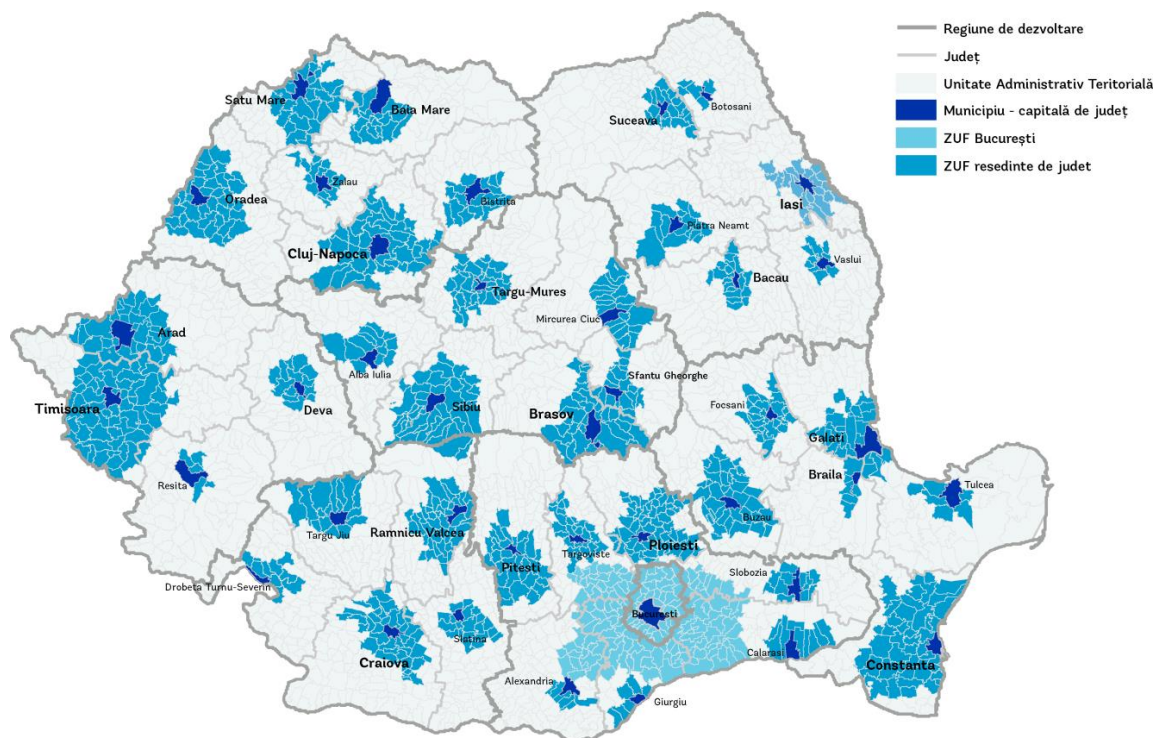 Regiune de dezvoltare
Județ
Unitate Administrativ Teritorială
Municipiu - capitală de județ
ZUF București
ZUF resedinte de judet
Satu Mare
Baia Mare
Suceava
Botosani
Zalau
Oradea
Bistrita
Iasi
Cluj-Napoca
Piatra Neamt
Vaslui
Bacau
Targu-Mures
Mircurea Ciuc
Arad
Alba Iulia
Sfantu Gheorghe
Timisoara
Deva
Sibiu
Brasov
Focsani
Galati
Resita
Braila
Tulcea
Buzau
Targu Jiu
Ramnicu Valcea
Ploiesti
Targoviste
Pitesti
Slobozia
Drobeta Turnu-Severin
București
Slatina
Calarasi
Craiova
Constanta
Alexandria
Giurgiu